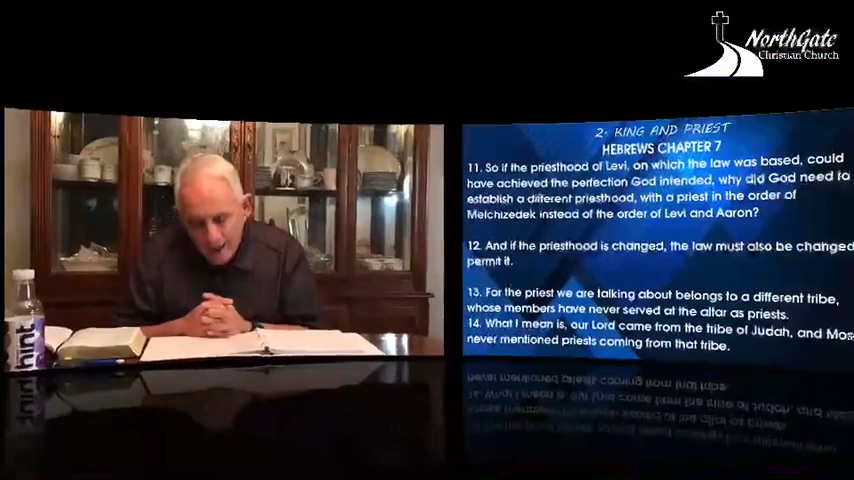 NorthGate
Christian Church
2. KING AND PRIEST
HEBREWS CHAPTER 7
11. So if the priesthood of Levi, on which the law was based, could
have achieved the perfection God intended, why did God need to
establish a different priesthood, with a priest in the order of
Melchizedek instead of the order of Levi and Aaron?
12. And if the priesthood is changed, the law must also be changed
permit it.
13. For the priest we are talking about belongs to a different tribe,
whose members have never served at the altar as priests.
14. What I mean is, our Lord came from the tribe of Judah, and Mos
never mentioned priests coming from that tribe.
hint